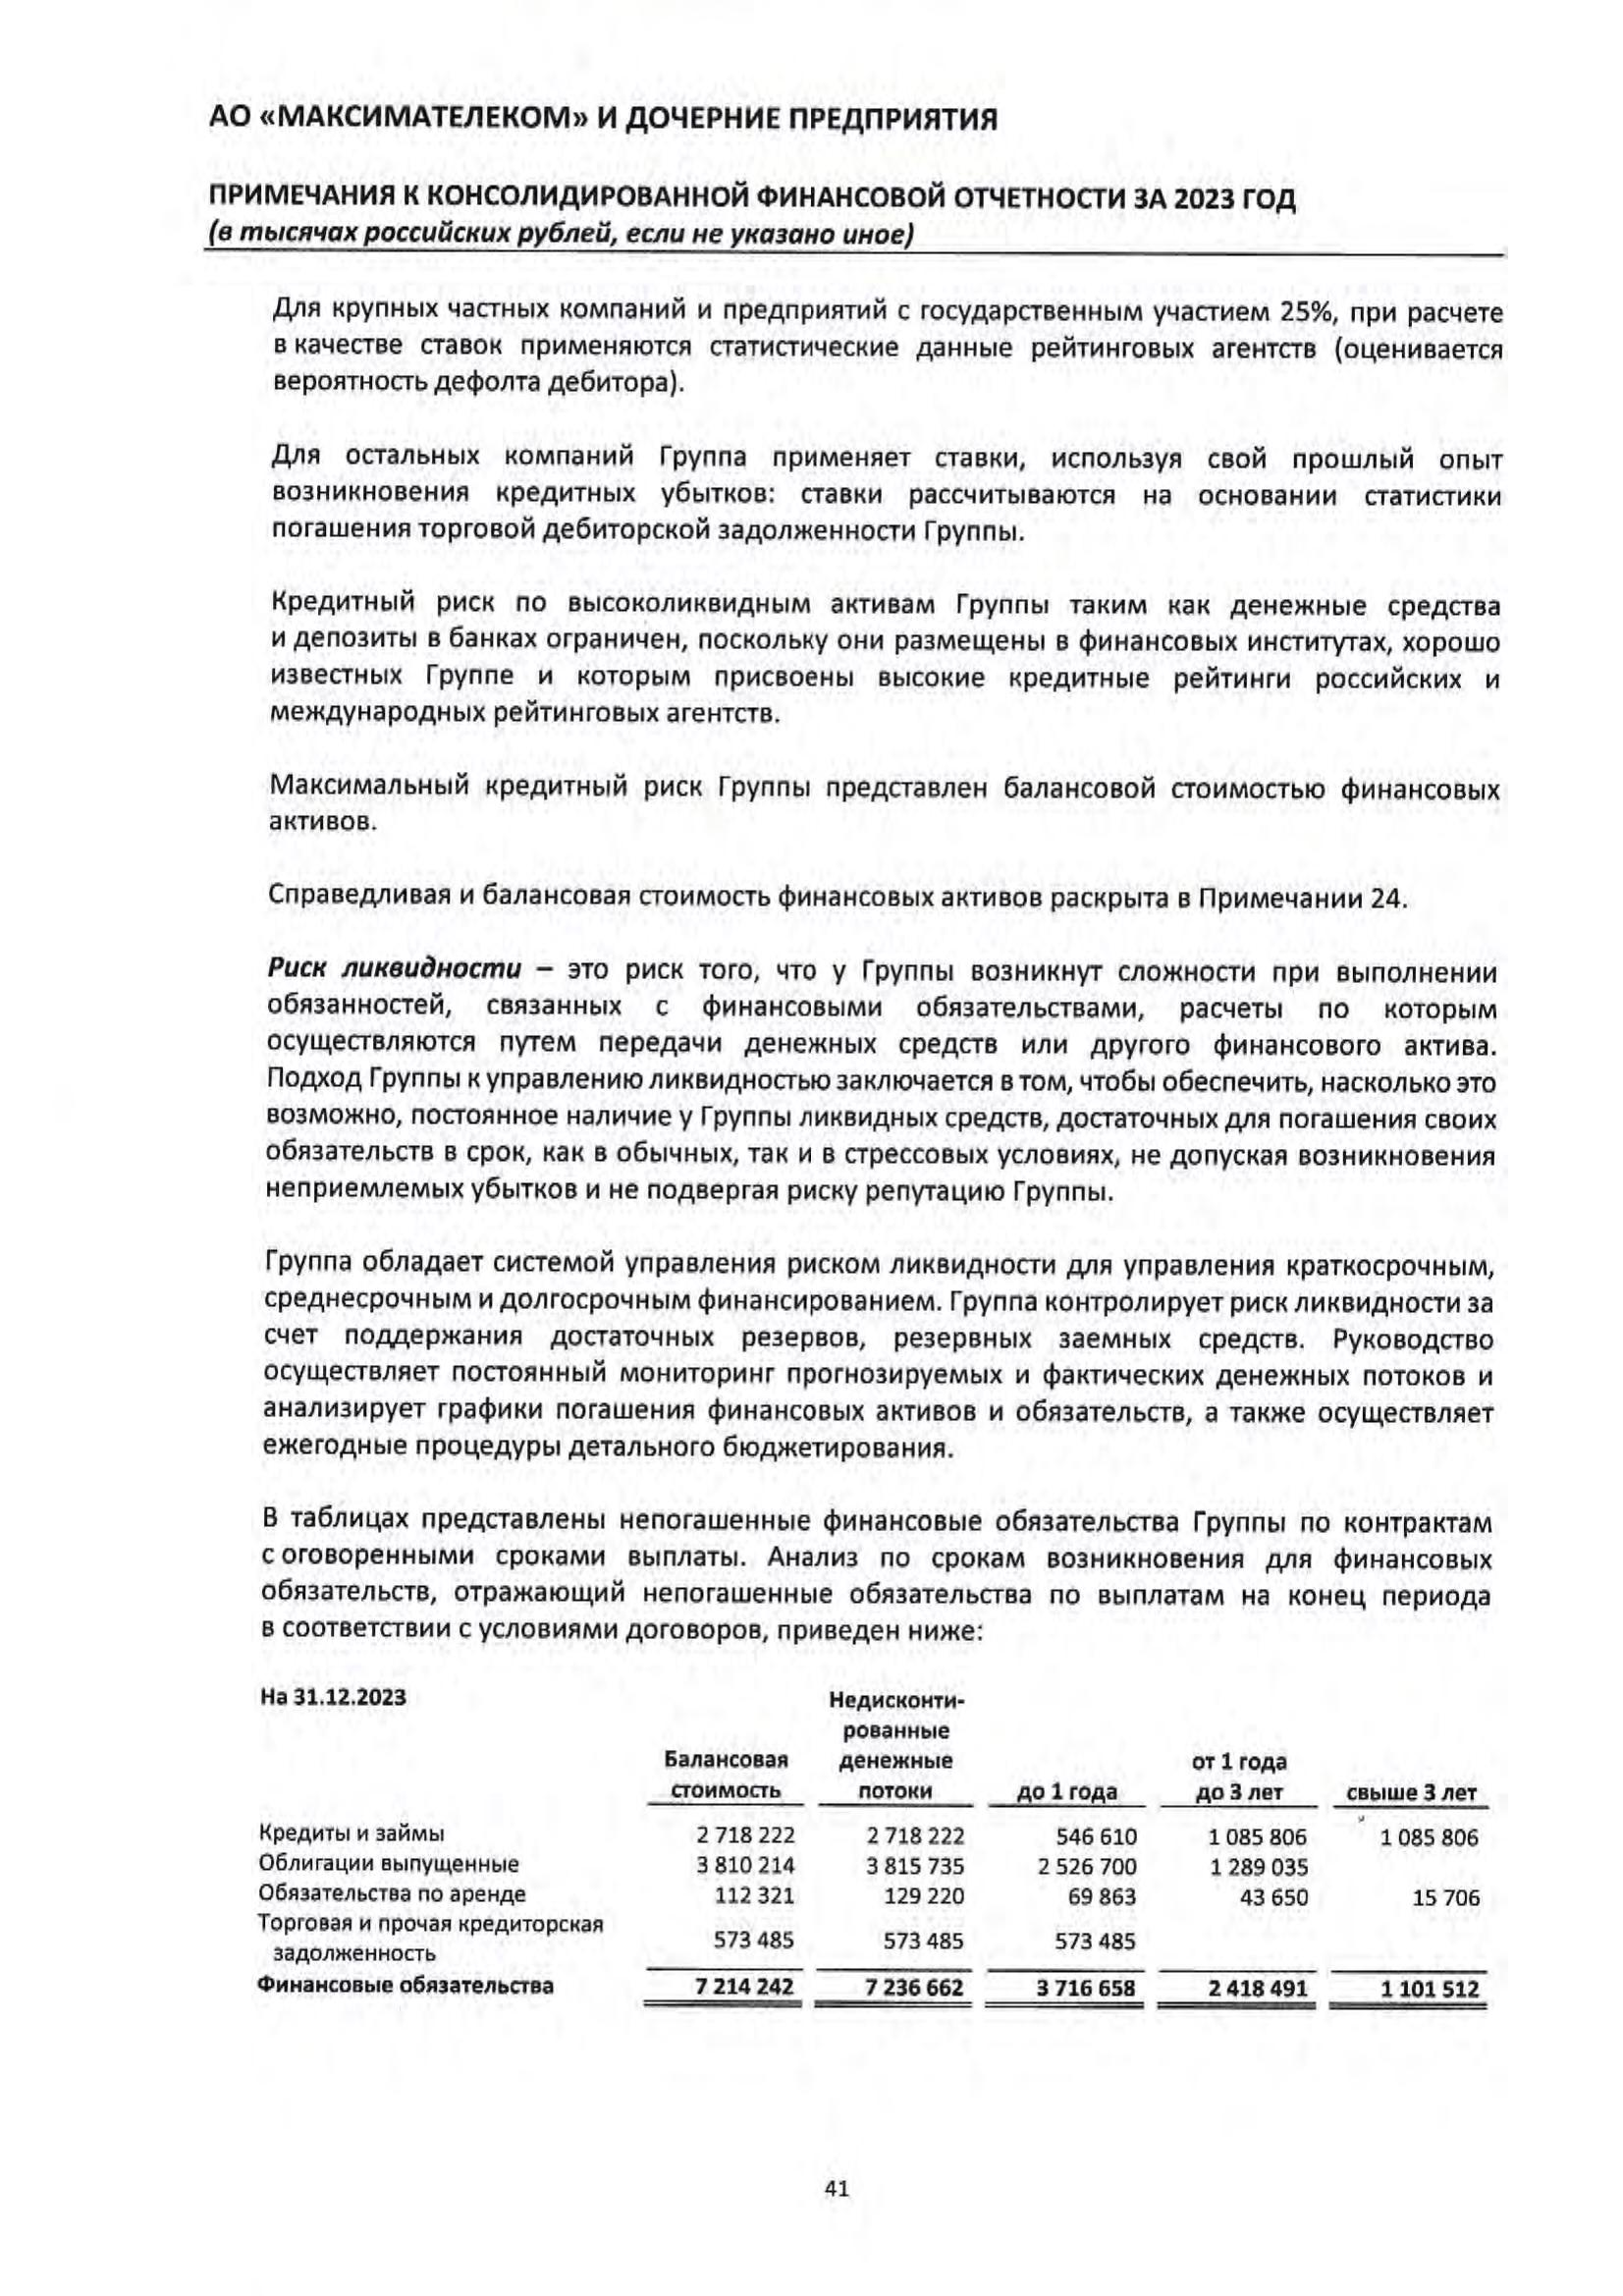 АО «МАКСИМАТЕЛЕКОМ» И ДОЧЕРНИЕ ПРЕДПРИЯТИЯ
ПРИМЕЧАНИЯ К КОНСОЛИДИРОВАННОЙ ФИНАНСОВОЙ ОТЧЕТНОСТИ ЗА 2023 ГОД
(в тысячах российских рублей, если не указано иное)
Для крупных частных компаний и предприятий с государственным участием 25%, при расчете
в качестве ставок применяются статистические данные рейтинговых агентств (оценивается
вероятность дефолта дебитора).
Для остальных компаний Группа применяет ставки, используя свой прошлый опыт
возникновения кредитных убытков: ставки рассчитываются на основании статистики
погашения торговой дебиторской задолженности Группы.
Кредитный риск по высоколиквидным активам Группы таким как денежные средства
и депозиты в банках ограничен, поскольку они размещены в финансовых институтах, хорошо
известных Группе и которым присвоены высокие кредитные рейтинги российских и
международных рейтинговых агентств.
Максимальный кредитный риск Группы представлен балансовой стоимостью финансовых
активов.
Справедливая и балансовая стоимость финансовых активов раскрыта в Примечании 24.
Риск ликвидности – это риск того, что у Группы возникнут сложности при выполнении
обязанностей, связанных с финансовыми обязательствами, расчеты по которым
осуществляются путем передачи денежных средств или другого финансового актива.
Подход Группы к управлению ликвидностью заключается в том, чтобы обеспечить, насколько это
возможно, постоянное наличие у Группы ликвидных средств, достаточных для погашения своих
обязательств в срок, как в обычных, так и в стрессовых условиях, не допуская возникновения
неприемлемых убытков и не подвергая риску репутацию Группы.
Группа обладает системой управления риском ликвидности для управления краткосрочным,
среднесрочным и долгосрочным финансированием. Группа контролирует риск ликвидности за
счет поддержания достаточных резервов, резервных заемных средств. Руководство
осуществляет постоянный мониторинг прогнозируемых и фактических денежных потоков и
анализирует графики погашения финансовых активов и обязательств, а также осуществляет
ежегодные процедуры детального бюджетирования.
В таблицах представлены непогашенные финансовые обязательства Группы по контрактам
с оговоренными сроками выплаты. Анализ по срокам возникновения для финансовых
обязательств, отражающий непогашенные обязательства по выплатам на конец периода
в соответствии с условиями договоров, приведен ниже:
На 31.12.2023 Недисконти-
рованные
Балансовая денежные от 1 года
стоимость потоки до 1 года до 3 лет свыше 3 лет
Кредиты и займы 2 718 222 2 718 222 546 610 1 085 806 1 085 806
Облигации выпущенные 3 810 214 3 815 735 2 526 700 1 289 035
Обязательства по аренде 112 321 129 220 69 863 43 650 15 706
Торговая и прочая кредиторская
задолженность 573 485 573 485 573 485
Финансовые обязательства 7 214 242 7 236 662 3 716 658 2 418 491 1 101 512
41